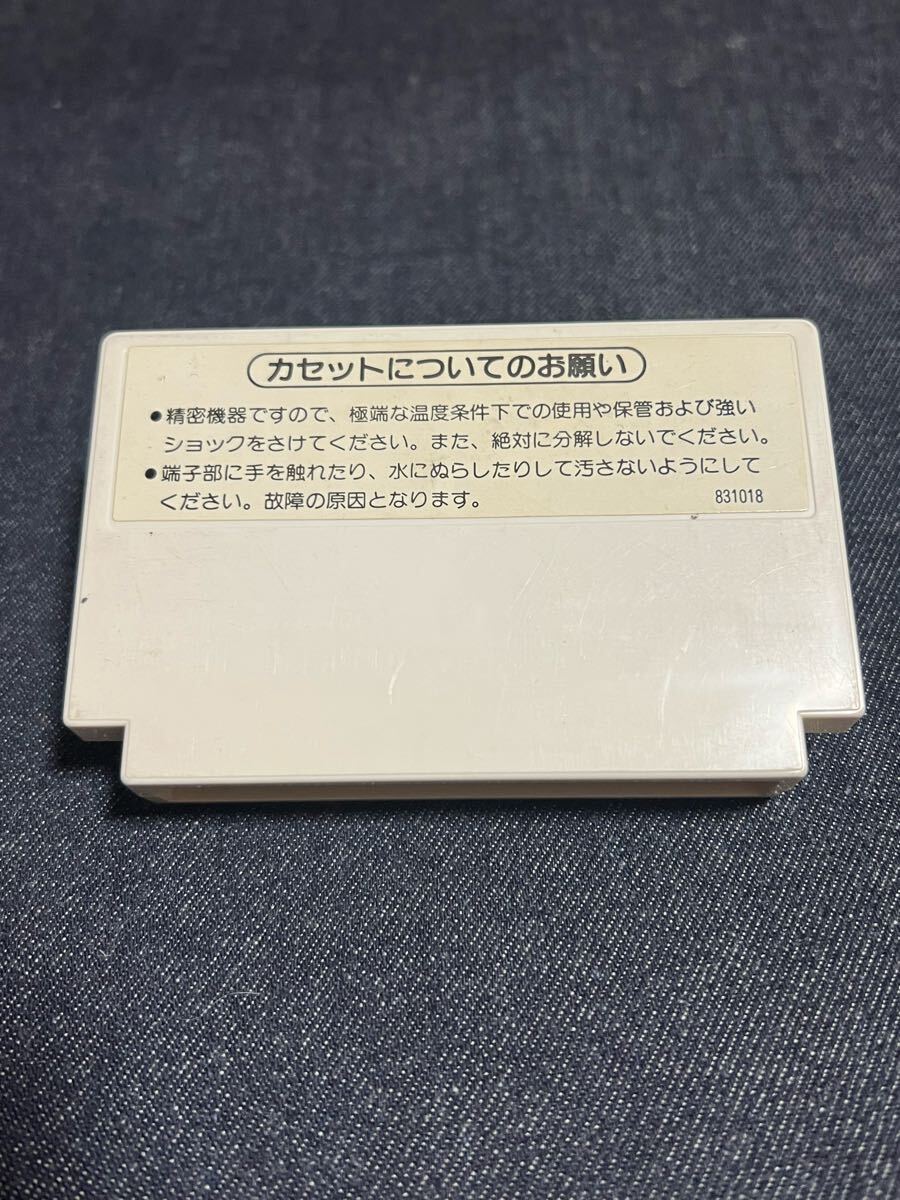 カセットについてのお願い
●精密機器ですので、極端な温度条件下での使用や保管および強い
ショックをさけてください。また、絶対に分解しないでください。
●端子部に手を触れたり、水にぬらしたりして汚さないようにして
ください。故障の原因となります。 831018